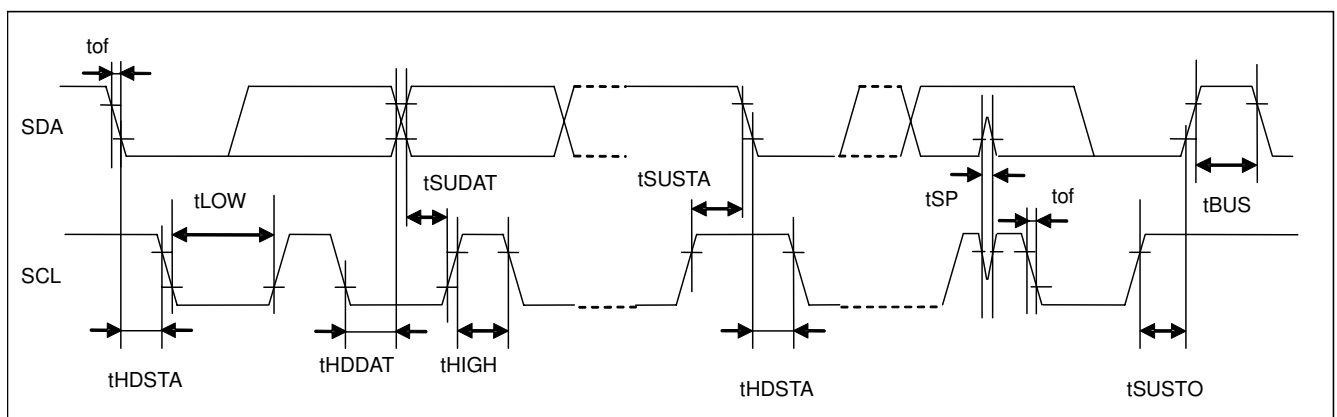 tof
SDA
tSUDAT
tSUSTA
tSP
tof
tBUS
tLOW
SCL
tHDSTA
tHDDAT
tHIGH
tHDSTA
tSUSTO